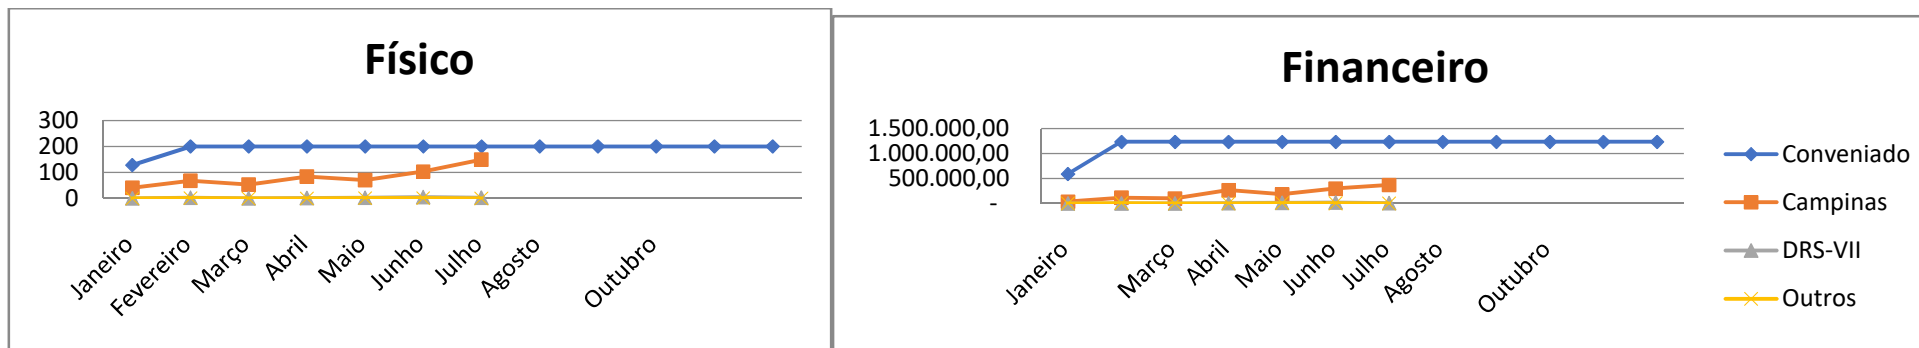 Físico
300
200
100
0
Janeiro
Fevereiro
Março
Abril
Maio
Junho
Julho
Agosto
Outubro
Financeiro
1.500.000,00
1.000.000,00
500.000,00
-
Janeiro
Março
Abril
Maio
Junho
Julho
Agosto
Outubro
Conveniado
Campinas
DRS-VII
Outros